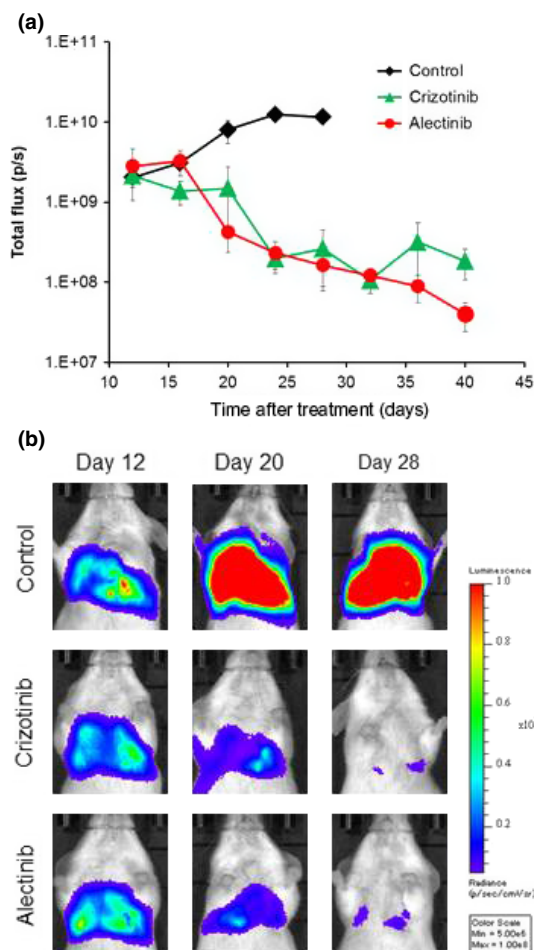 (a)
1.E+11
1.E+10
1.E+09
1.E+08
1.E+07
Total flux (p/s)
Control
Crizotinib
Alectinib
10 15 20 25 30 35 40 45
Time after treatment (days)
(b)
Day 12 Day 20 Day 28
Control
Crizotinib
Alectinib
Luminescence
1.0
0.8
0.6
x10
0.4
0.2
Radiance
(p/sec/cm²/sr)
Color Scale
Min = 5.00e6
Max = 1.00e8